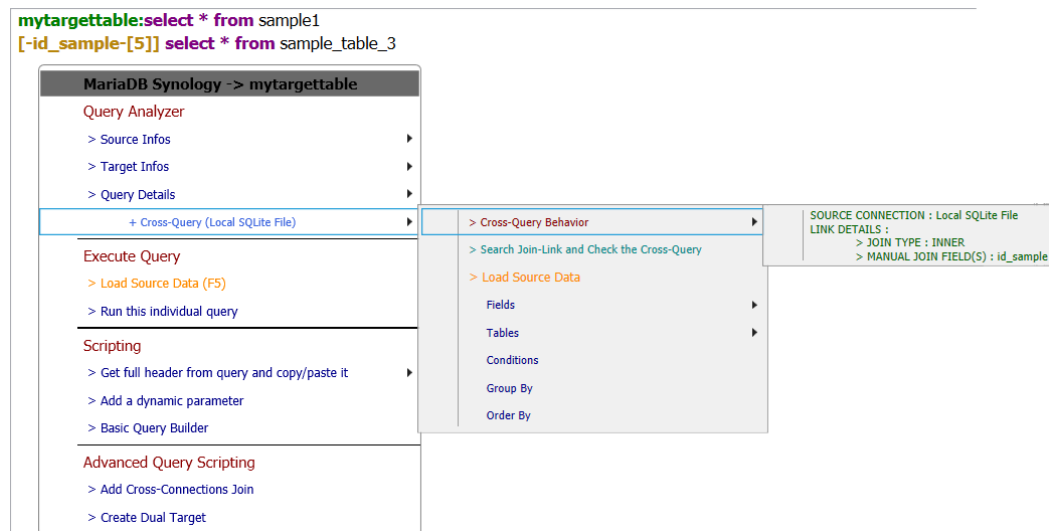 mytargettable:select * from sample1
[-id_sample-[5]] select * from sample_table_3
MariaDB Synology -> mytargettable
Query Analyzer
> Source Infos
> Target Infos
> Query Details
+ Cross-Query (Local SQLite File)
Execute Query
> Load Source Data (F5)
> Run this individual query
Scripting
> Get full header from query and copy/paste it
> Add a dynamic parameter
> Basic Query Builder
Advanced Query Scripting
> Add Cross-Connections Join
> Create Dual Target
> Cross-Query Behavior
> Search Join-Link and Check the Cross-Query
> Load Source Data
Fields
Tables
Conditions
Group By
Order By
SOURCE CONNECTION : Local SQLite File
LINK DETAILS :
> JOIN TYPE : INNER
> MANUAL JOIN FIELD(S) : id_sample